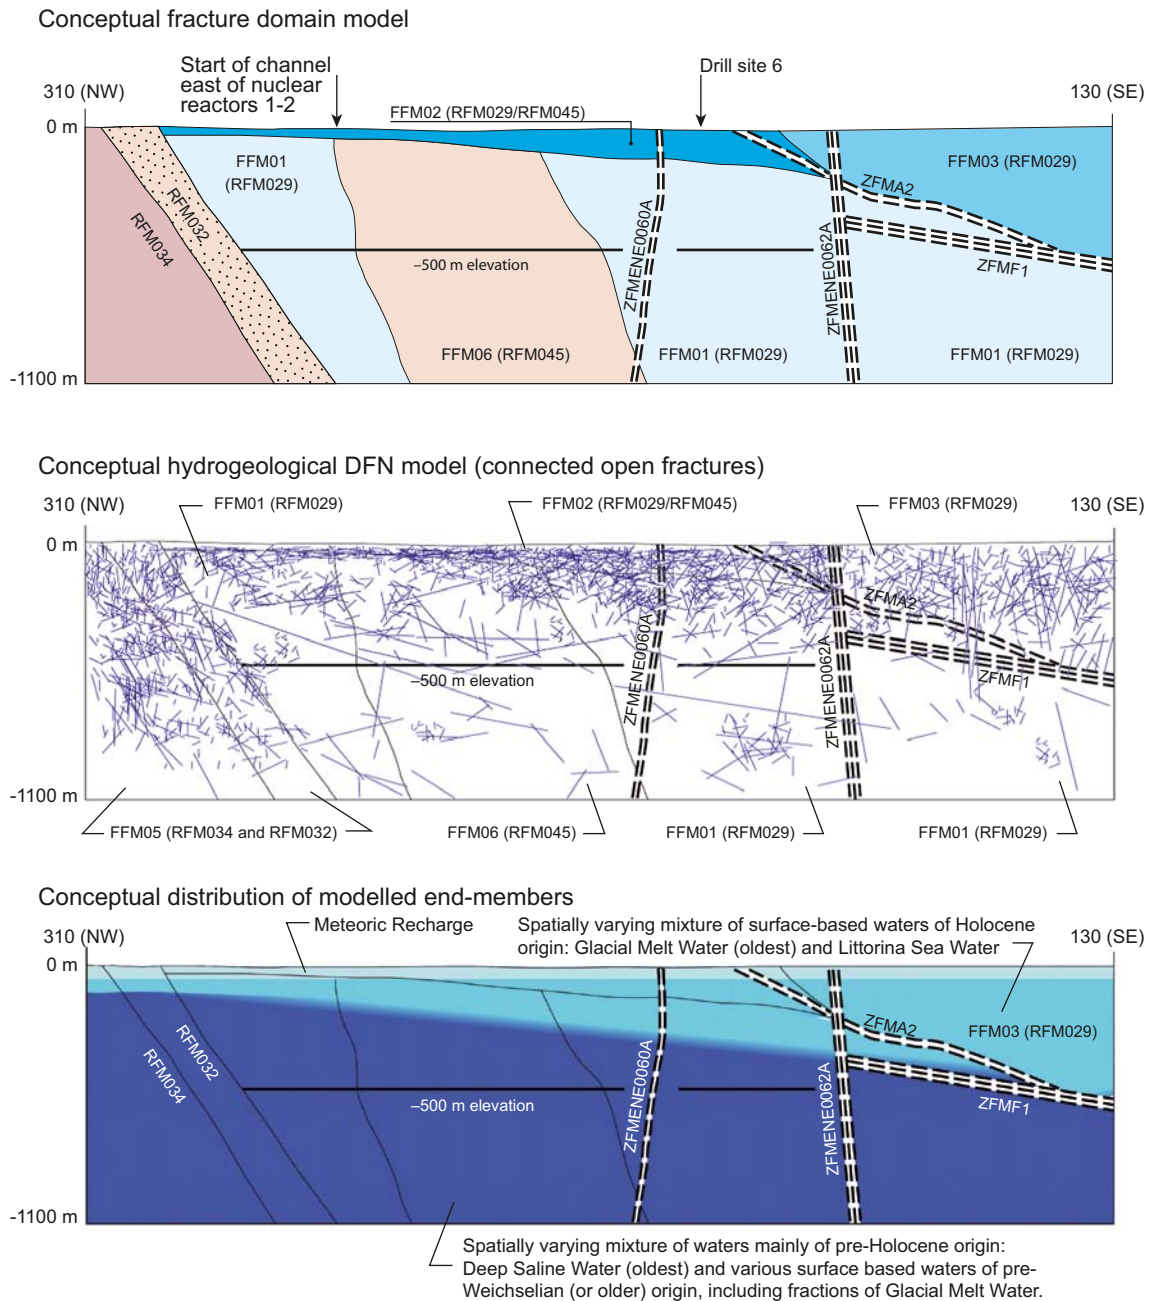 Conceptual fracture domain model
Start of channel
east of nuclear
reactors 1-2
Drill site 6
310 (NW)
130 (SE)
FFM02 (RFM029/RFM045)
0 m
FFM01
(RFM029)
FFM03 (RFM029)
ZFMA2
RFM032
RFM034
ZFMENE0060A
ZFMENE0062A
–500 m elevation
ZFMF1
FFM06 (RFM045)
FFM01 (RFM029)
FFM01 (RFM029)
-1100 m
Conceptual hydrogeological DFN model (connected open fractures)
310 (NW)
FFM01 (RFM029)
FFM02 (RFM029/RFM045)
FFM03 (RFM029)
130 (SE)
0 m
ZFMA2
ZFMENE0060A
ZFMENE0062A
–500 m elevation
ZFMF1
-1100 m
FFM05 (RFM034 and RFM032)
FFM06 (RFM045)
FFM01 (RFM029)
FFM01 (RFM029)
Conceptual distribution of modelled end-members
Meteoric Recharge
Spatially varying mixture of surface-based waters of Holocene
origin: Glacial Melt Water (oldest) and Littorina Sea Water
310 (NW)
130 (SE)
0 m
ZFMA2
FFM03 (RFM029)
RFM032
RFM034
ZFMENE0060A
ZFMENE0062A
–500 m elevation
ZFMF1
-1100 m
Spatially varying mixture of waters mainly of pre-Holocene origin:
Deep Saline Water (oldest) and various surface based waters of pre-
Weichselian (or older) origin, including fractions of Glacial Melt Water.